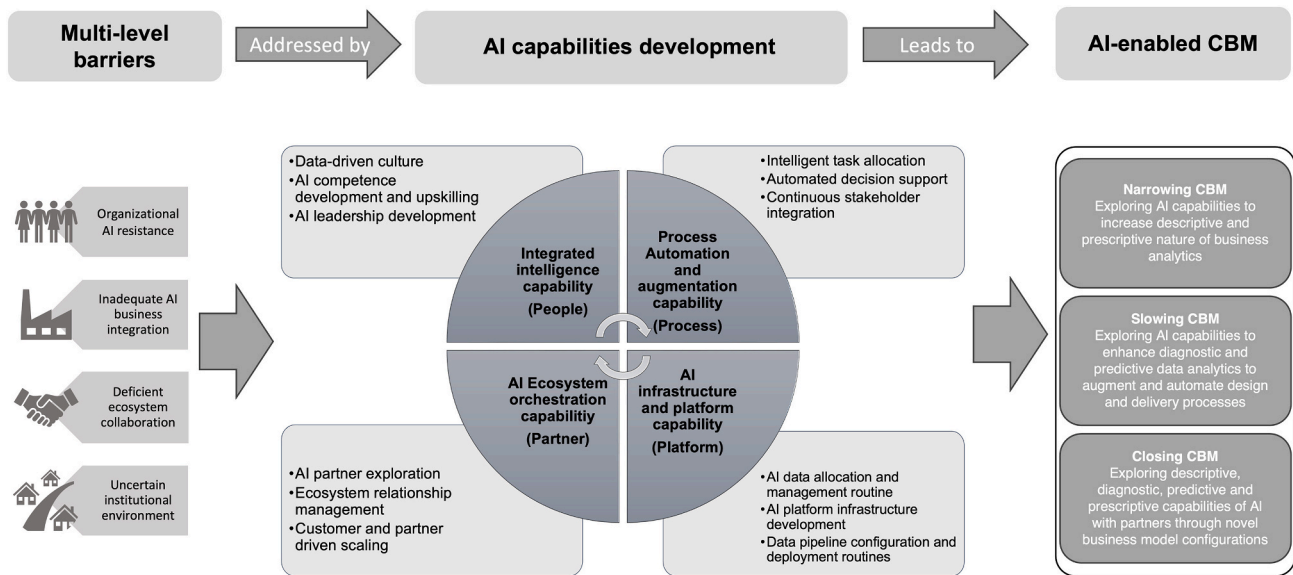 Multi-level
barriers
Addressed by
AI capabilities development
Leads to
AI-enabled CBM
Organizational
AI resistance
Inadequate AI
business
integration
Deficient
ecosystem
collaboration
Uncertain
institutional
environment
•Data-driven culture
•AI competence
development and upskilling
•AI leadership development
•Intelligent task allocation
•Automated decision support
•Continuous stakeholder
integration
Integrated
intelligence
capability
(People)
Process
Automation
and
augmentation
capability
(Process)
AI Ecosystem
orchestration
capabilitiy
(Partner)
AI
infrastructure
and platform
capability
(Platform)
•AI partner exploration
•Ecosystem relationship
management
•Customer and partner
driven scaling
•AI data allocation and
management routine
•AI platform infrastructure
development
•Data pipeline configuration and
deployment routines
Narrowing CBM
Exploring AI capabilities to
increase descriptive and
prescriptive nature of business
analytics
Slowing CBM
Exploring AI capabilities to
enhance diagnostic and
predictive data analytics to
augment and automate design
and delivery processes
Closing CBM
Exploring descriptive,
diagnostic, predictive and
prescriptive capabilities of AI
with partners through novel
business model configurations